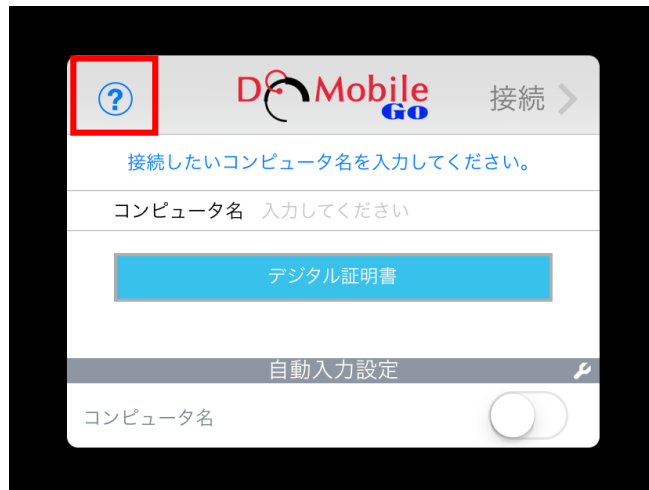 ?
DoMobile
Go
接続
接続したいコンピュータ名を入力してください。
コンピュータ名 入力してください
デジタル証明書
自動入力設定
コンピュータ名